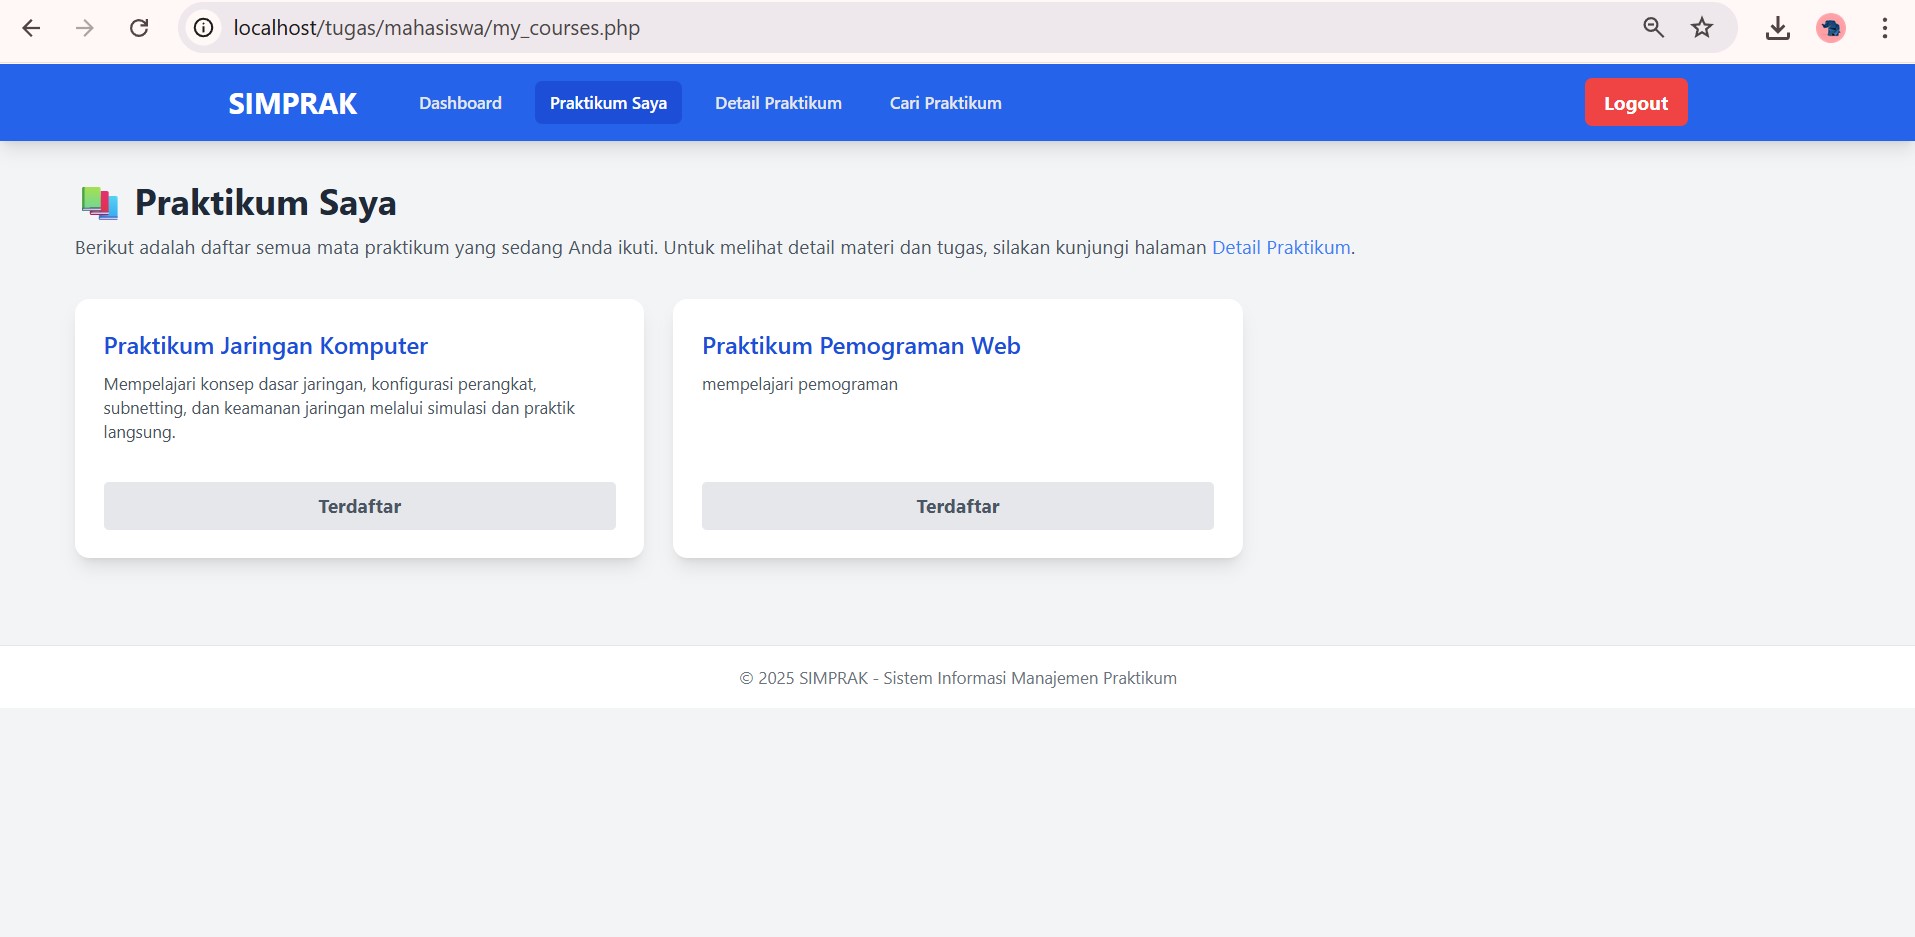 localhost/tugas/mahasiswa/my_courses.php
SIMPRAK Dashboard Praktikum Saya Detail Praktikum Cari Praktikum Logout
Praktikum Saya
Berikut adalah daftar semua mata praktikum yang sedang Anda ikuti. Untuk melihat detail materi dan tugas, silakan kunjungi halaman Detail Praktikum.
Praktikum Jaringan Komputer
Mempelajari konsep dasar jaringan, konfigurasi perangkat,
subnetting, dan keamanan jaringan melalui simulasi dan praktik
langsung.
Terdaftar
Praktikum Pemograman Web
mempelajari pemograman
Terdaftar
© 2025 SIMPRAK - Sistem Informasi Manajemen Praktikum